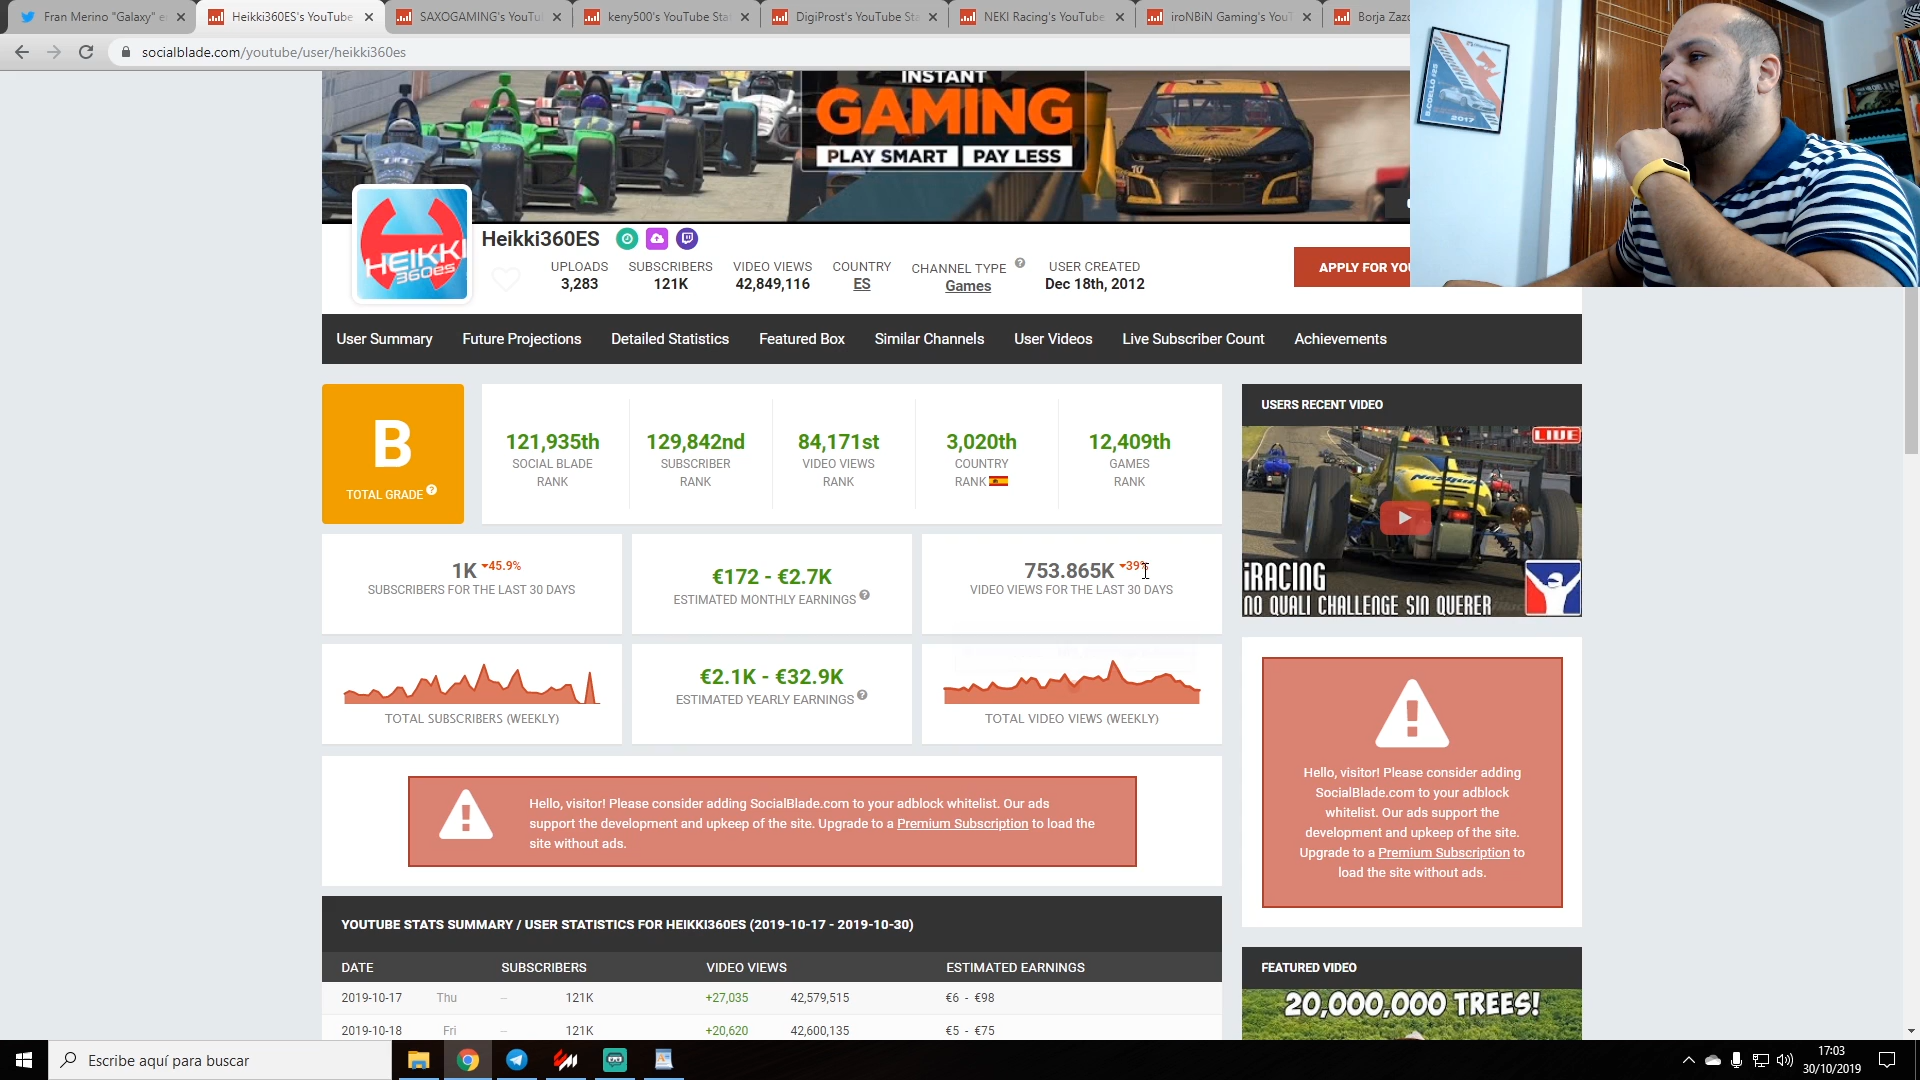 Fran Merino "Galaxy" e
Heikki360ES's YouTube
SAXOGAMING's YouTu
keny500's YouTube Stat
DigiProst's YouTube Sta
NEKI Racing's YouTube
iroNBiN Gaming's YouT
Borja Zazo
socialblade.com/youtube/user/heikki360es
INSTANT
GAMING
PLAY SMART PAY LESS
B.COELLO #25
2017
HEIKKI
360es
Heikki360ES
UPLOADS
3,283
SUBSCRIBERS
121K
VIDEO VIEWS
42,849,116
COUNTRY
ES
CHANNEL TYPE
Games
USER CREATED
Dec 18th, 2012
APPLY FOR YOU
User Summary
Future Projections
Detailed Statistics
Featured Box
Similar Channels
User Videos
Live Subscriber Count
Achievements
B
TOTAL GRADE
121,935th
SOCIAL BLADE
RANK
129,842nd
SUBSCRIBER
RANK
84,171st
VIDEO VIEWS
RANK
3,020th
COUNTRY
RANK
12,409th
GAMES
RANK
1K 45.9%
SUBSCRIBERS FOR THE LAST 30 DAYS
€172 - €2.7K
ESTIMATED MONTHLY EARNINGS
753.865K 39%
VIDEO VIEWS FOR THE LAST 30 DAYS
TOTAL SUBSCRIBERS (WEEKLY)
€2.1K - €32.9K
ESTIMATED YEARLY EARNINGS
TOTAL VIDEO VIEWS (WEEKLY)
USERS RECENT VIDEO
LIVE
iRACING
NO QUALI CHALLENGE SIN QUERER
Hello, visitor! Please consider adding SocialBlade.com to your adblock whitelist. Our ads
support the development and upkeep of the site. Upgrade to a Premium Subscription to load the
site without ads.
Hello, visitor! Please consider adding
SocialBlade.com to your adblock
whitelist. Our ads support the
development and upkeep of the site.
Upgrade to a Premium Subscription to
load the site without ads.
YOUTUBE STATS SUMMARY / USER STATISTICS FOR HEIKKI360ES (2019-10-17 - 2019-10-30)
DATE SUBSCRIBERS VIDEO VIEWS ESTIMATED EARNINGS
2019-10-17 Thu -- 121K +27,035 42,579,515 €6 - €98
2019-10-18 Fri -- 121K +20,620 42,600,135 €5 - €75
FEATURED VIDEO
20,000,000 TREES!
Escribe aquí para buscar
17:03
30/10/2019